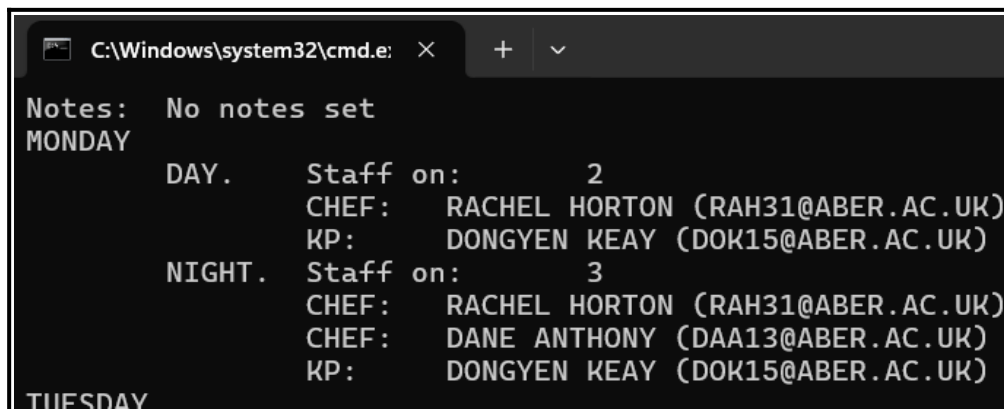 C:\Windows\system32\cmd.e
Notes: No notes set
MONDAY
DAY. Staff on: 2
CHEF: RACHEL HORTON (RAH31@ABER.AC.UK)
KP: DONGYEN KEAY (DOK15@ABER.AC.UK)
NIGHT. Staff on: 3
CHEF: RACHEL HORTON (RAH31@ABER.AC.UK)
CHEF: DANE ANTHONY (DAA13@ABER.AC.UK)
KP: DONGYEN KEAY (DOK15@ABER.AC.UK)
TUESDAY